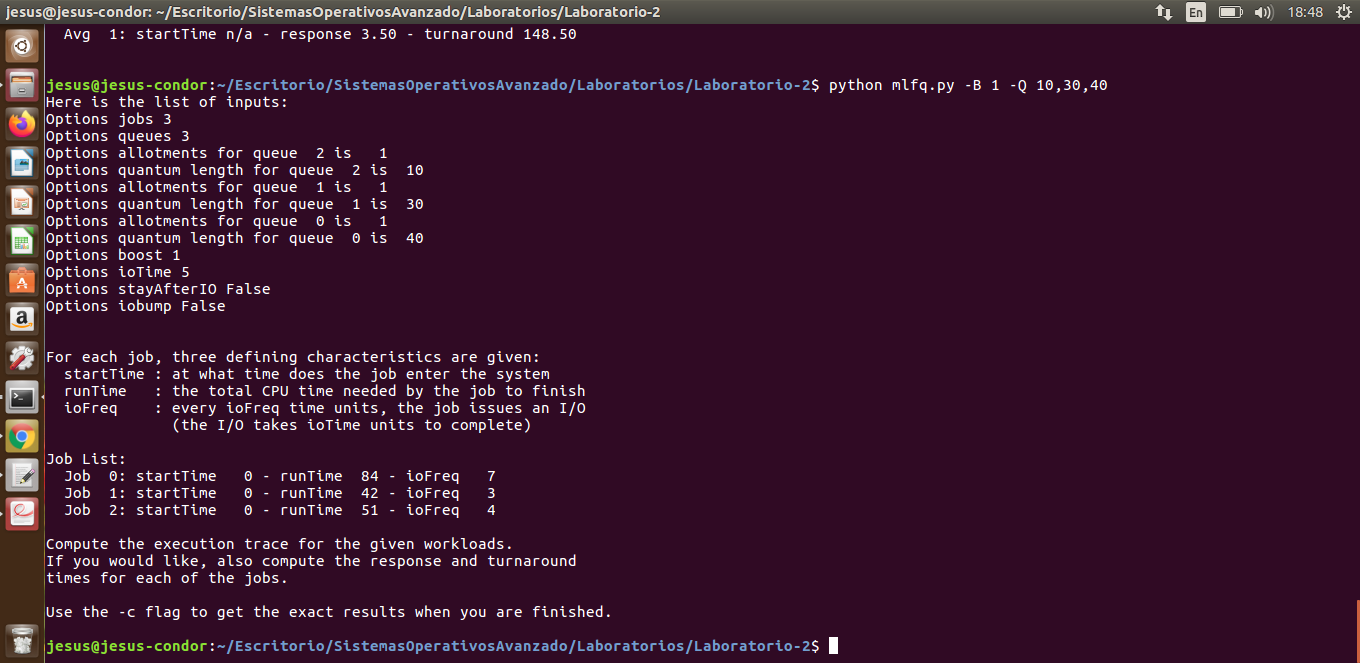 jesus@jesus-condor: ~/Escritorio/SistemasOperativosAvanzado/Laboratorios/Laboratorio-2
En
18:48
  Avg  1: startTime n/a - response 3.50 - turnaround 148.50
jesus@jesus-condor:~/Escritorio/SistemasOperativosAvanzado/Laboratorios/Laboratorio-2$ python mlfq.py -B 1 -Q 10,30,40
Here is the list of inputs:
Options jobs 3
Options queues 3
Options allotments for queue  2 is   1
Options quantum length for queue  2 is  10
Options allotments for queue  1 is   1
Options quantum length for queue  1 is  30
Options allotments for queue  0 is   1
Options quantum length for queue  0 is  40
Options boost 1
Options ioTime 5
Options stayAfterIO False
Options iobump False
For each job, three defining characteristics are given:
  startTime : at what time does the job enter the system
  runTime   : the total CPU time needed by the job to finish
  ioFreq    : every ioFreq time units, the job issues an I/O
              (the I/O takes ioTime units to complete)
Job List:
  Job  0: startTime   0 - runTime  84 - ioFreq   7
  Job  1: startTime   0 - runTime  42 - ioFreq   3
  Job  2: startTime   0 - runTime  51 - ioFreq   4
Compute the execution trace for the given workloads.
If you would like, also compute the response and turnaround
times for each of the jobs.
Use the -c flag to get the exact results when you are finished.
jesus@jesus-condor:~/Escritorio/SistemasOperativosAvanzado/Laboratorios/Laboratorio-2$